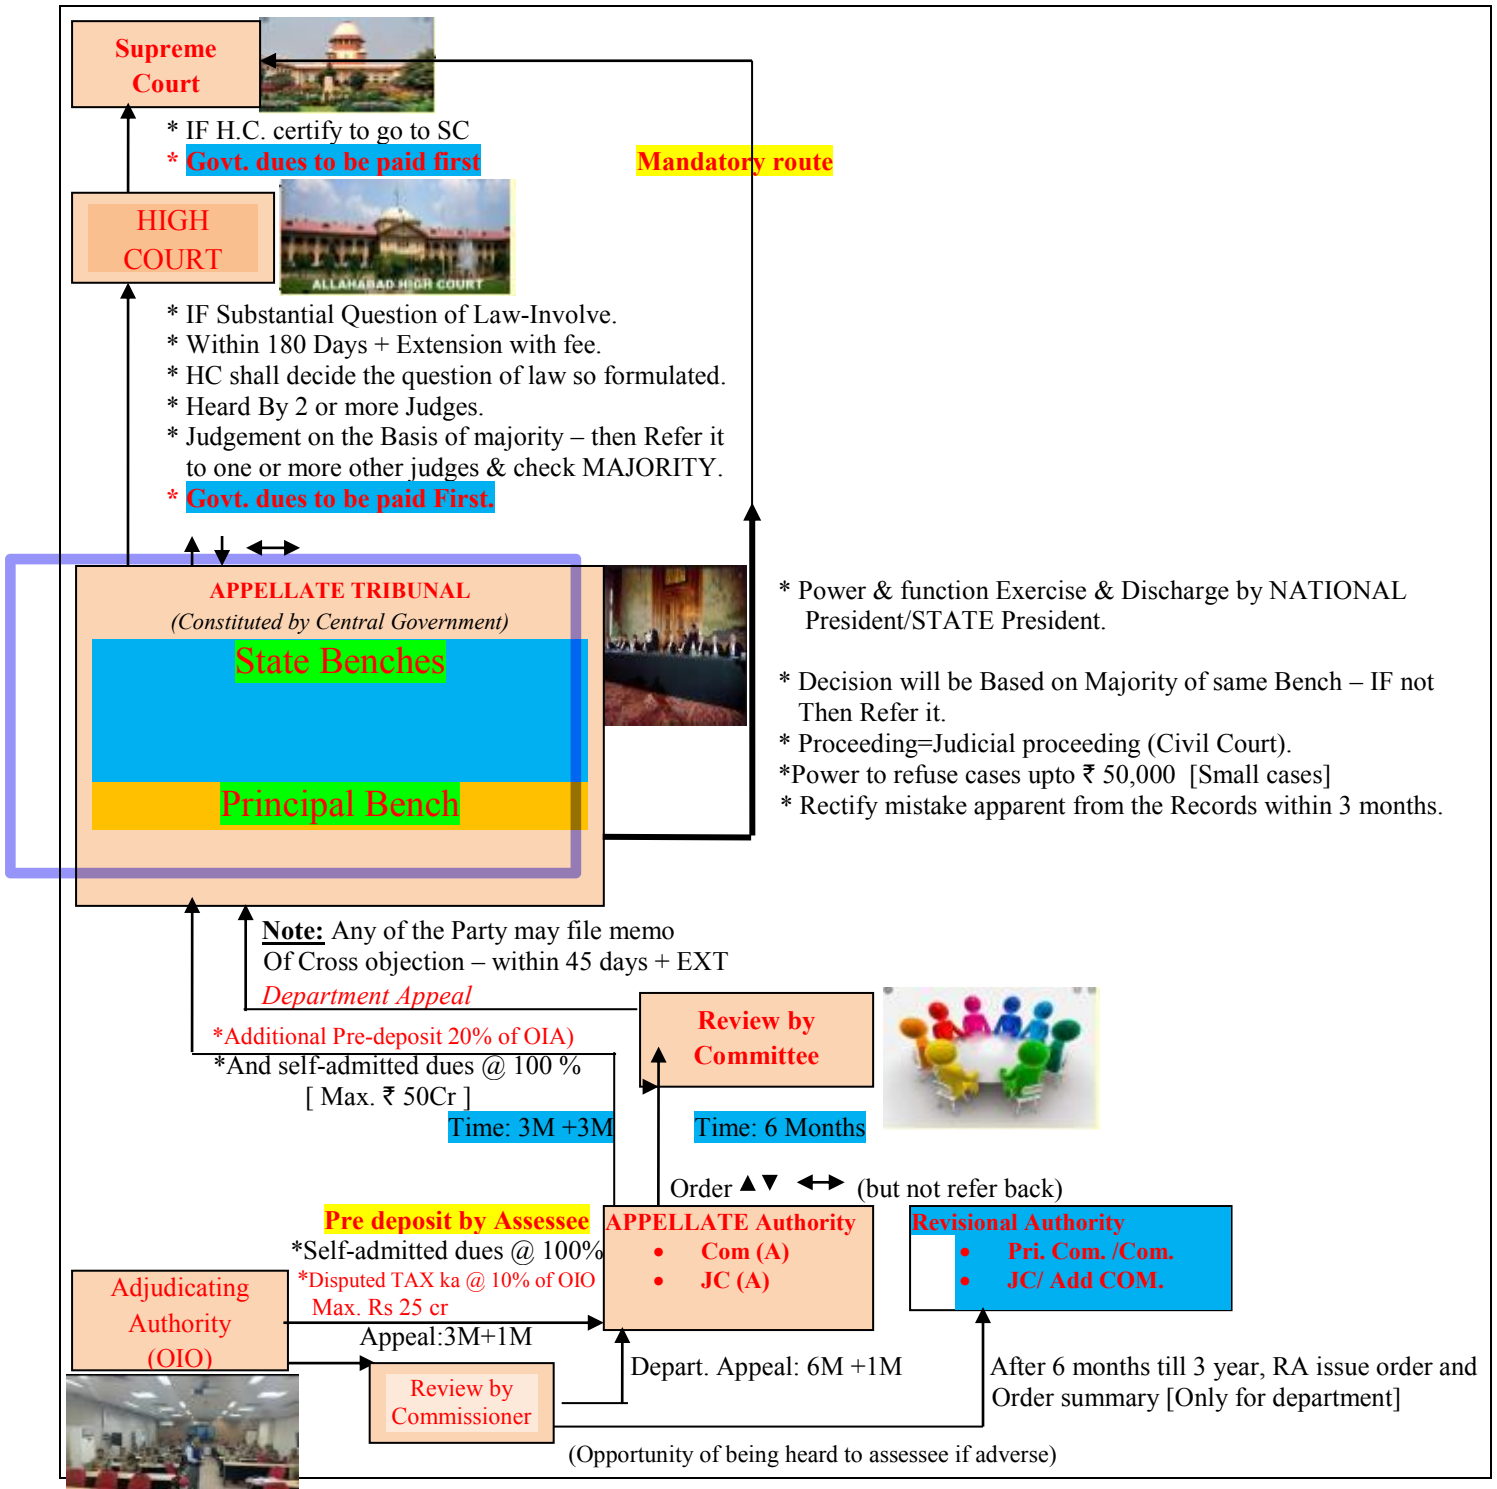 Supreme
Court
* IF H.C. certify to go to SC
* Govt. dues to be paid first
Mandatory route
HIGH
COURT
ALLAHABAD HIGH COURT
* IF Substantial Question of Law-Involve.
* Within 180 Days + Extension with fee.
* HC shall decide the question of law so formulated.
* Heard By 2 or more Judges.
* Judgement on the Basis of majority – then Refer it
to one or more other judges & check MAJORITY.
* Govt. dues to be paid First.
APPELLATE TRIBUNAL
(Constituted by Central Government)
State Benches
Principal Bench
* Power & function Exercise & Discharge by NATIONAL
President/STATE President.
* Decision will be Based on Majority of same Bench – IF not
Then Refer it.
* Proceeding=Judicial proceeding (Civil Court).
*Power to refuse cases upto ₹ 50,000 [Small cases]
* Rectify mistake apparent from the Records within 3 months.
Note: Any of the Party may file memo
Of Cross objection – within 45 days + EXT
Department Appeal
*Additional Pre-deposit 20% of OIA)
*And self-admitted dues @ 100 %
[ Max. ₹ 50Cr ]
Time: 3M +3M
Review by
Committee
Time: 6 Months
Order ▲▼ ↔ (but not refer back)
Pre deposit by Assessee
*Self-admitted dues @ 100%
*Disputed TAX ka @ 10% of OIO
Max. Rs 25 cr
Appeal:3M+1M
APPELLATE Authority
• Com (A)
• JC (A)
Revisional Authority
• Pri. Com. /Com.
• JC/ Add COM.
Adjudicating
Authority
(OIO)
Review by
Commissioner
Depart. Appeal: 6M +1M
After 6 months till 3 year, RA issue order and
Order summary [Only for department]
(Opportunity of being heard to assessee if adverse)